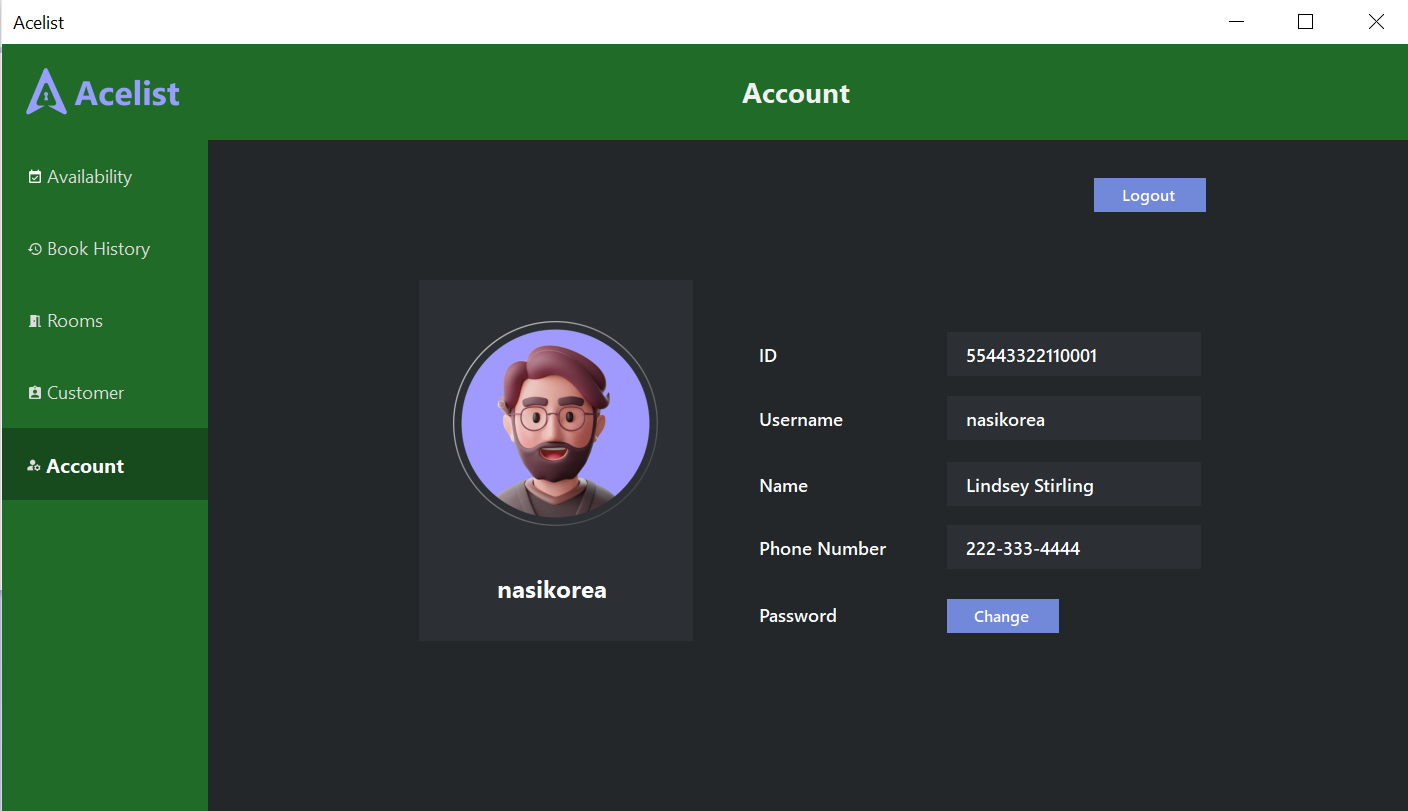 Acelist
Acelist
Account
Availability
Book History
Rooms
Customer
Account
Logout
nasikorea
ID
55443322110001
Username
nasikorea
Name
Lindsey Stirling
Phone Number
222-333-4444
Password
Change